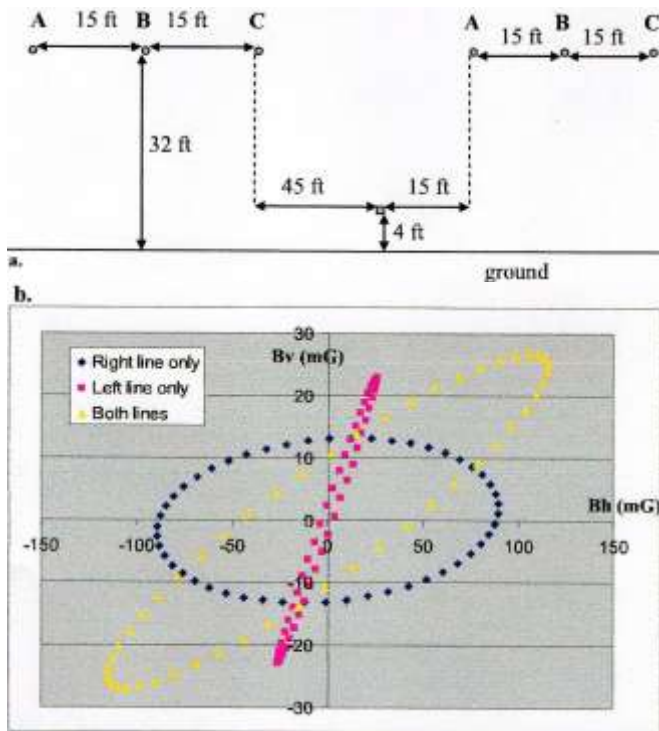 A 15 ft B 15 ft C A B C
15 ft 15 ft
32 ft
45 ft 15 ft
4 ft
a. ground
b.
30
Bv (mG)
Right line only
Left line only
Both lines
20
10
0
Bh (mG)
-150 -100 -50 0 50 100 150
-10
-20
-30